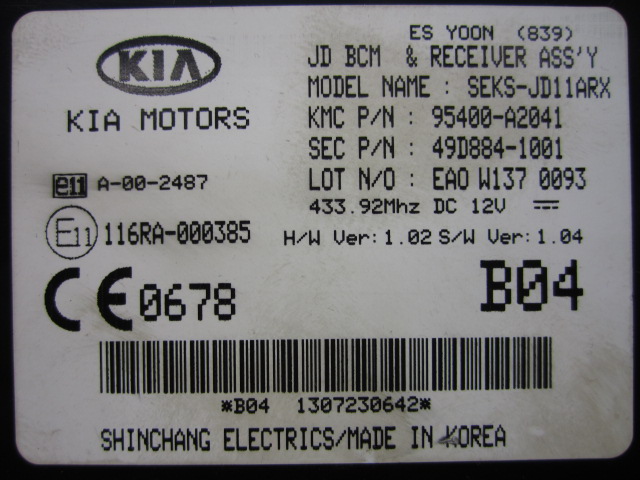 ES YOON (839)
KIA
JD BCM & RECEIVER ASS'Y
MODEL NAME : SEKS-JD11ARX
KIA MOTORS
KMC P/N : 95400-A2041
SEC P/N : 49D884-1001
e11 A-00-2487
LOT N/O : EAO W137 0093
433.92Mhz DC 12V
E11 116RA-000385
H/W Ver: 1.02 S/W Ver: 1.04
CE 0678
B04
*B04 1307230642*
SHINCHANG ELECTRICS/MADE IN KOREA